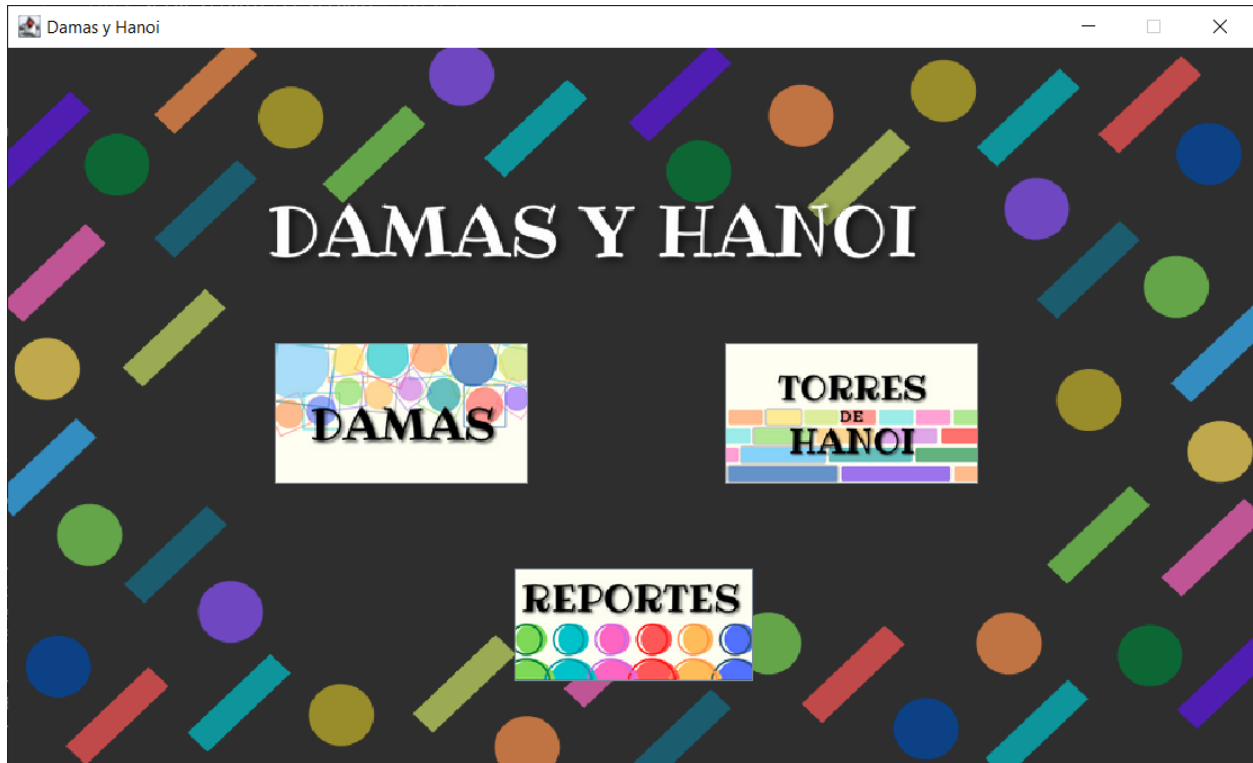 Damas y Hanoi
DAMAS Y HANOI
DAMAS
TORRES
DE
HANOI
REPORTES